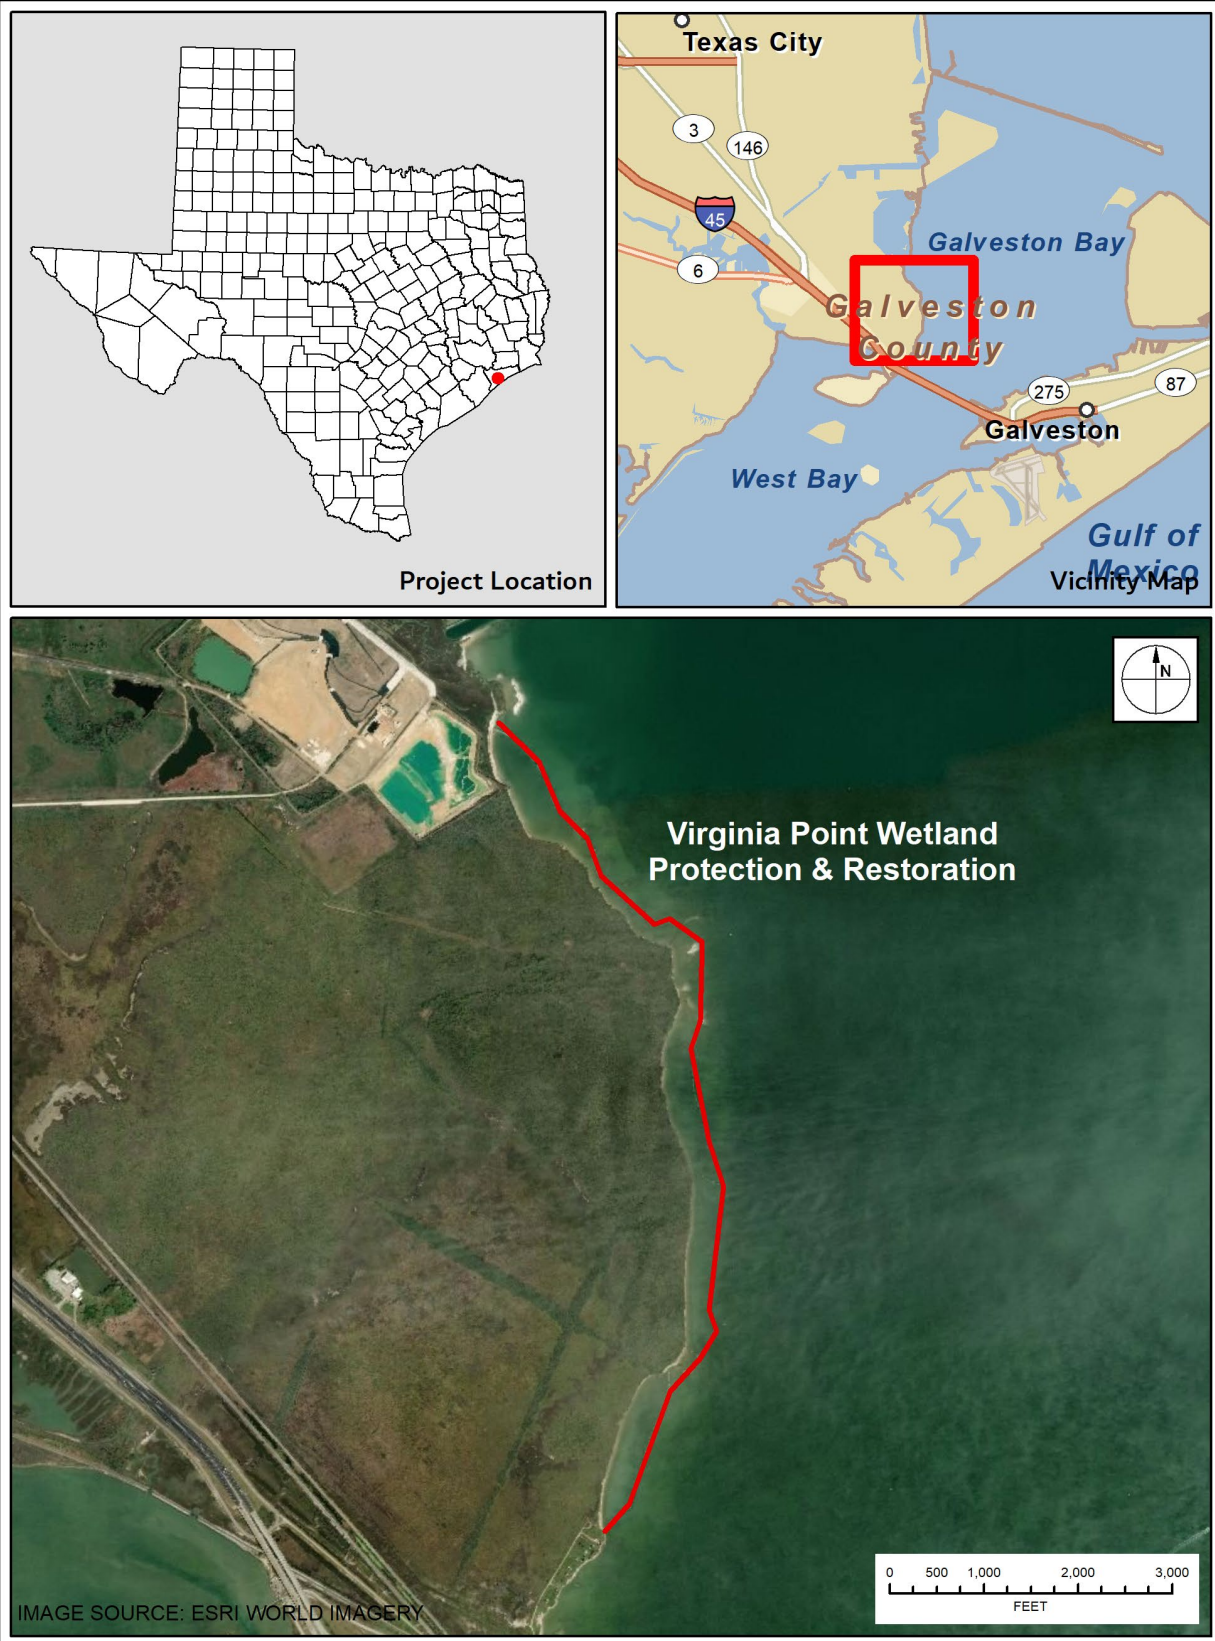 Project Location
Texas City
3
146
45
6
Galveston Bay
Galveston
County
275
87
Galveston
West Bay
Gulf of
Mexico
Vicinity Map
N
Virginia Point Wetland
Protection & Restoration
0 500 1,000 2,000 3,000
FEET
IMAGE SOURCE: ESRI WORLD IMAGERY